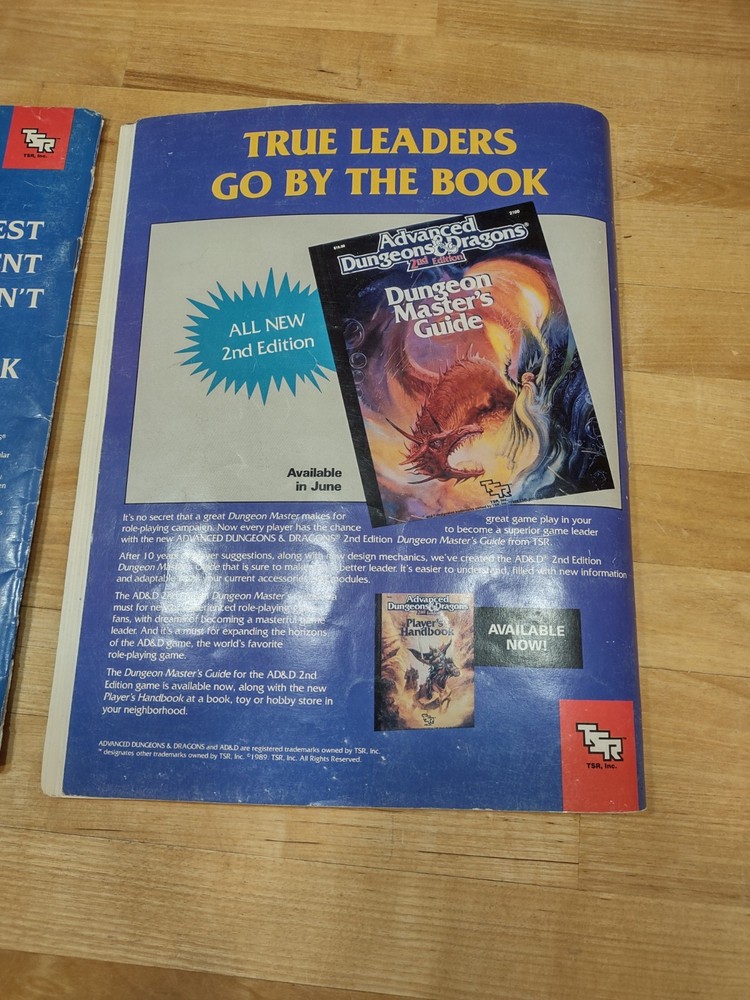 TSR
TSR, Inc.
EST
ENT
N'T
K
TRUE LEADERS
GO BY THE BOOK
ALL NEW
2nd Edition
Advanced
Dungeons & Dragons®
2nd Edition
Dungeon
Master's
Guide
TSR
Available
in June
It's no secret that a great Dungeon Master makes for great game play in your
role-playing campaign. Now every player has the chance to become a superior game leader
with the new ADVANCED DUNGEONS & DRAGONS® 2nd Edition Dungeon Master's Guide from TSR.
After 10 years player suggestions, along with new design mechanics, we've created the AD&D® 2nd Edition
Dungeon Master's Guide that is sure to make better leader. It's easier to understand, filled with new information
and adaptable your current accessories modules.
The AD&D 2nd Dungeon Master's
must for new experienced role-playing
fans, with dreams of becoming a masterful game
leader. And it's a must for expanding the horizons
of the AD&D game, the world's favorite
role-playing game.
The Dungeon Master's Guide for the AD&D 2nd
Edition game is available now, along with the new
Player's Handbook at a book, toy or hobby store in
your neighborhood.
Advanced
Dungeons & Dragons
Player's
Handbook
TSR
AVAILABLE
NOW!
ADVANCED DUNGEONS & DRAGONS and AD&D are registered trademarks owned by TSR, Inc.
™ designates other trademarks owned by TSR, Inc. ©1989. TSR, Inc. All Rights Reserved.
TSR
TSR, Inc.